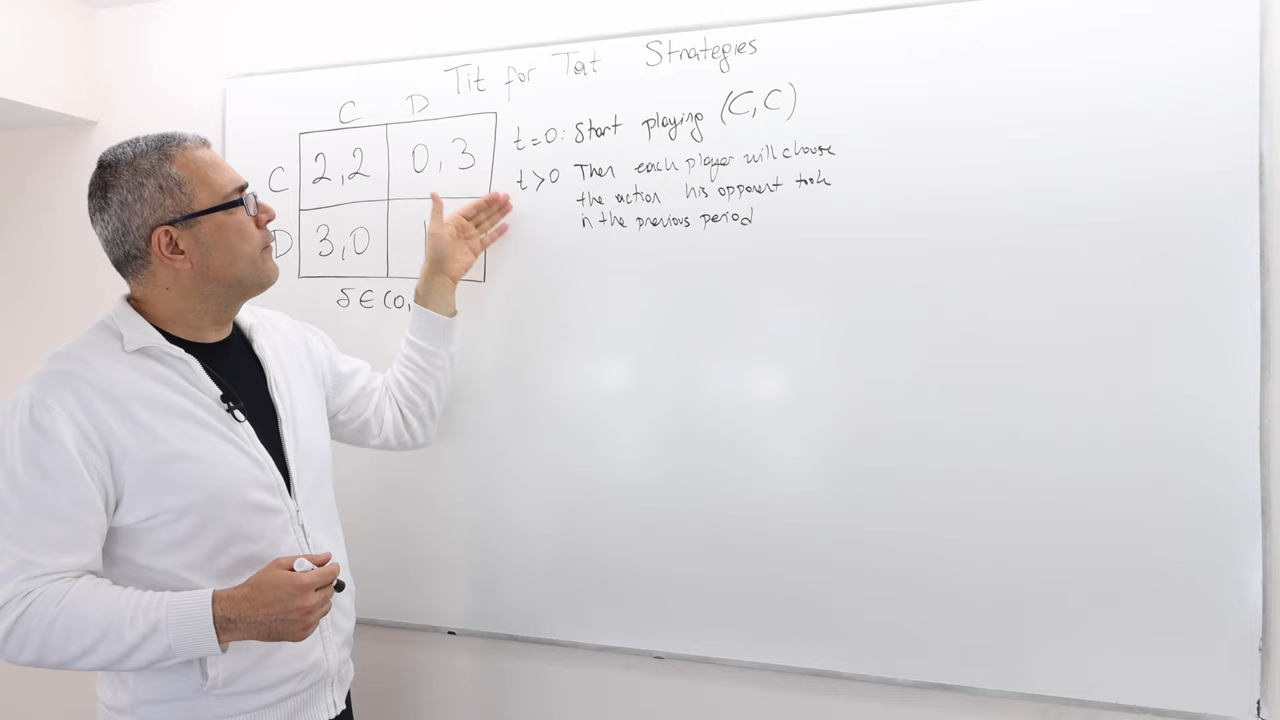 Tit for Tat Strategies
C D
C 2,2 0,3
D 3,0
δ∈(0,
t=0: Start playing (C,C)
t>0 Then each player will choose
the action his opponent took
in the previous period